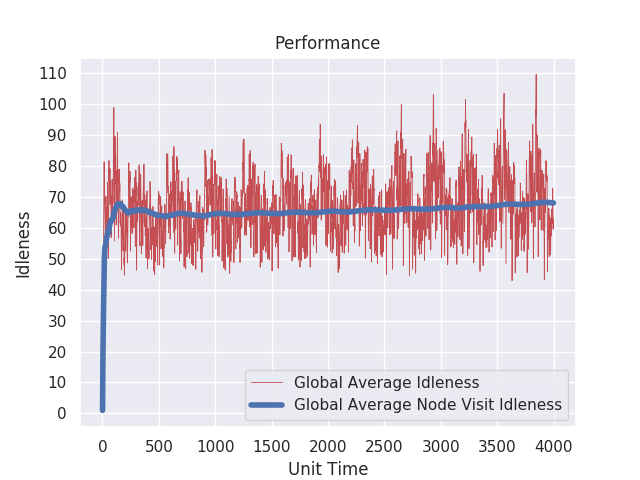 Performance
110
100
90
80
70
60
50
40
30
20
10
0
Idleness
Global Average Idleness
Global Average Node Visit Idleness
0 500 1000 1500 2000 2500 3000 3500 4000
Unit Time